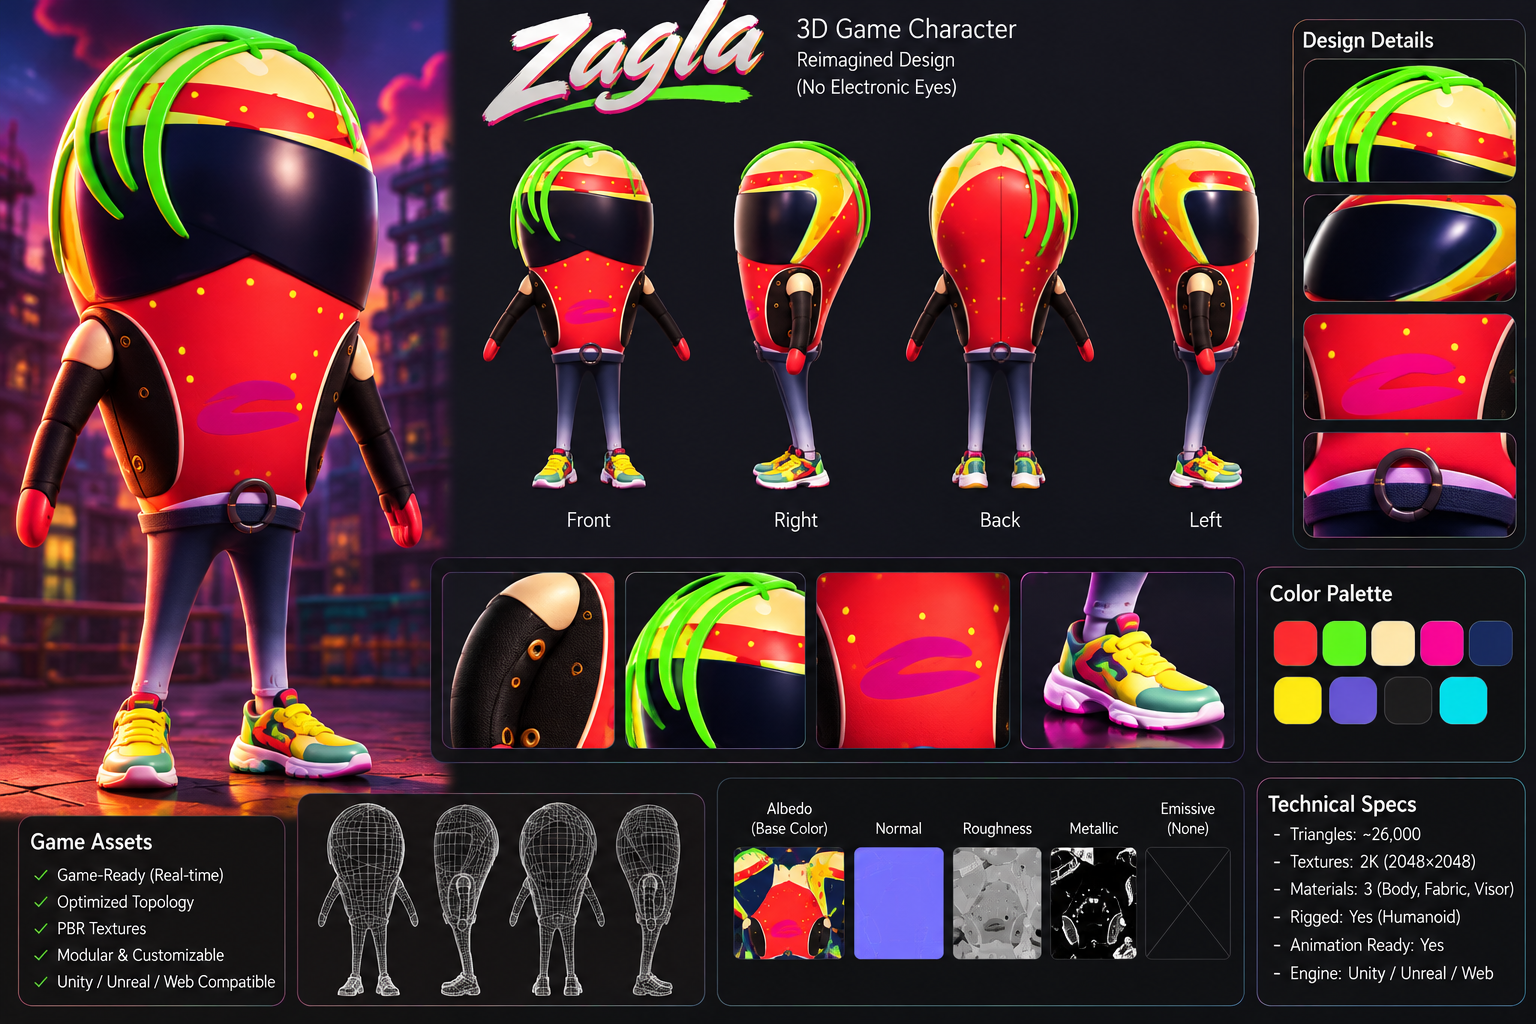 Zagla
3D Game Character
Reimagined Design
(No Electronic Eyes)
Design Details
Front
Right
Back
Left
Color Palette
Game Assets
✓ Game-Ready (Real-time)
✓ Optimized Topology
✓ PBR Textures
✓ Modular & Customizable
✓ Unity / Unreal / Web Compatible
Albedo
(Base Color)
Normal
Roughness
Metallic
Emissive
(None)
Technical Specs
- Triangles: ~26,000
- Textures: 2K (2048×2048)
- Materials: 3 (Body, Fabric, Visor)
- Rigged: Yes (Humanoid)
- Animation Ready: Yes
- Engine: Unity / Unreal / Web